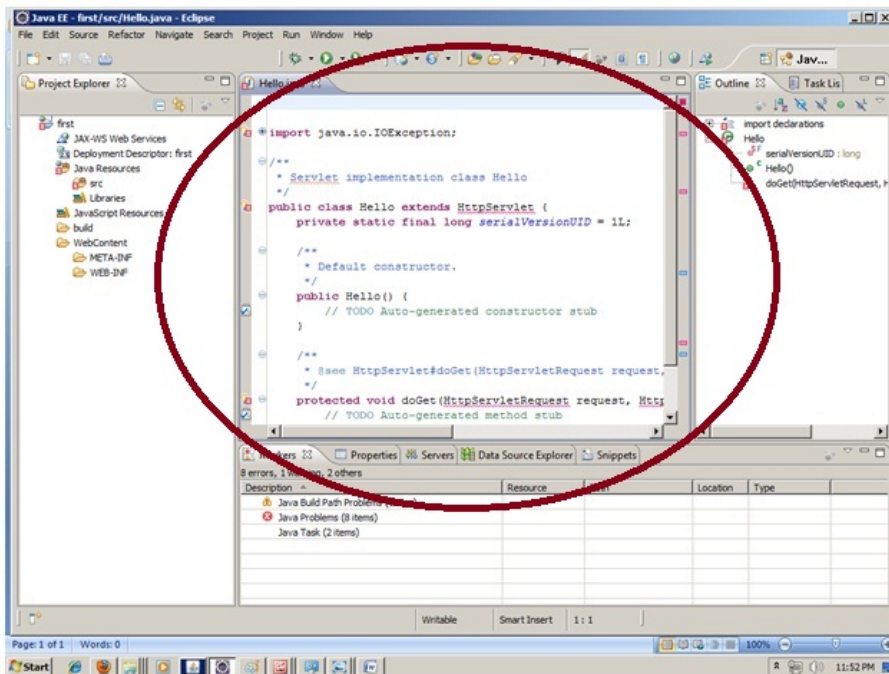 Java EE - first/src/Hello.java - Eclipse
File Edit Source Refactor Navigate Search Project Run Window Help
Jav...
Project Explorer
first
JAX-WS Web Services
Deployment Descriptor: first
Java Resources
src
Libraries
JavaScript Resources
build
WebContent
META-INF
WEB-INF
import java.io.IOException;
/**
* Servlet implementation class Hello
*/
public class Hello extends HttpServlet {
private static final long serialVersionUID = 1L;
/**
* Default constructor.
*/
public Hello() {
// TODO Auto-generated constructor stub
}
/**
* @see HttpServlet#doGet(HttpServletRequest request,
*/
protected void doGet(HttpServletRequest request, Http
// TODO Auto-generated method stub
Outline Task Lis
import declarations
Hello
serialVersionUID : long
Hello()
doGet(HttpServletRequest, H
Properties Servers Data Source Explorer Snippets
8 errors, 2 others
Description Resource Location Type
Java Build Path Problems
Java Problems (8 items)
Java Task (2 items)
Writable Smart Insert 1 : 1
Page: 1 of 1 Words: 0 100%
Start 11:52 PM